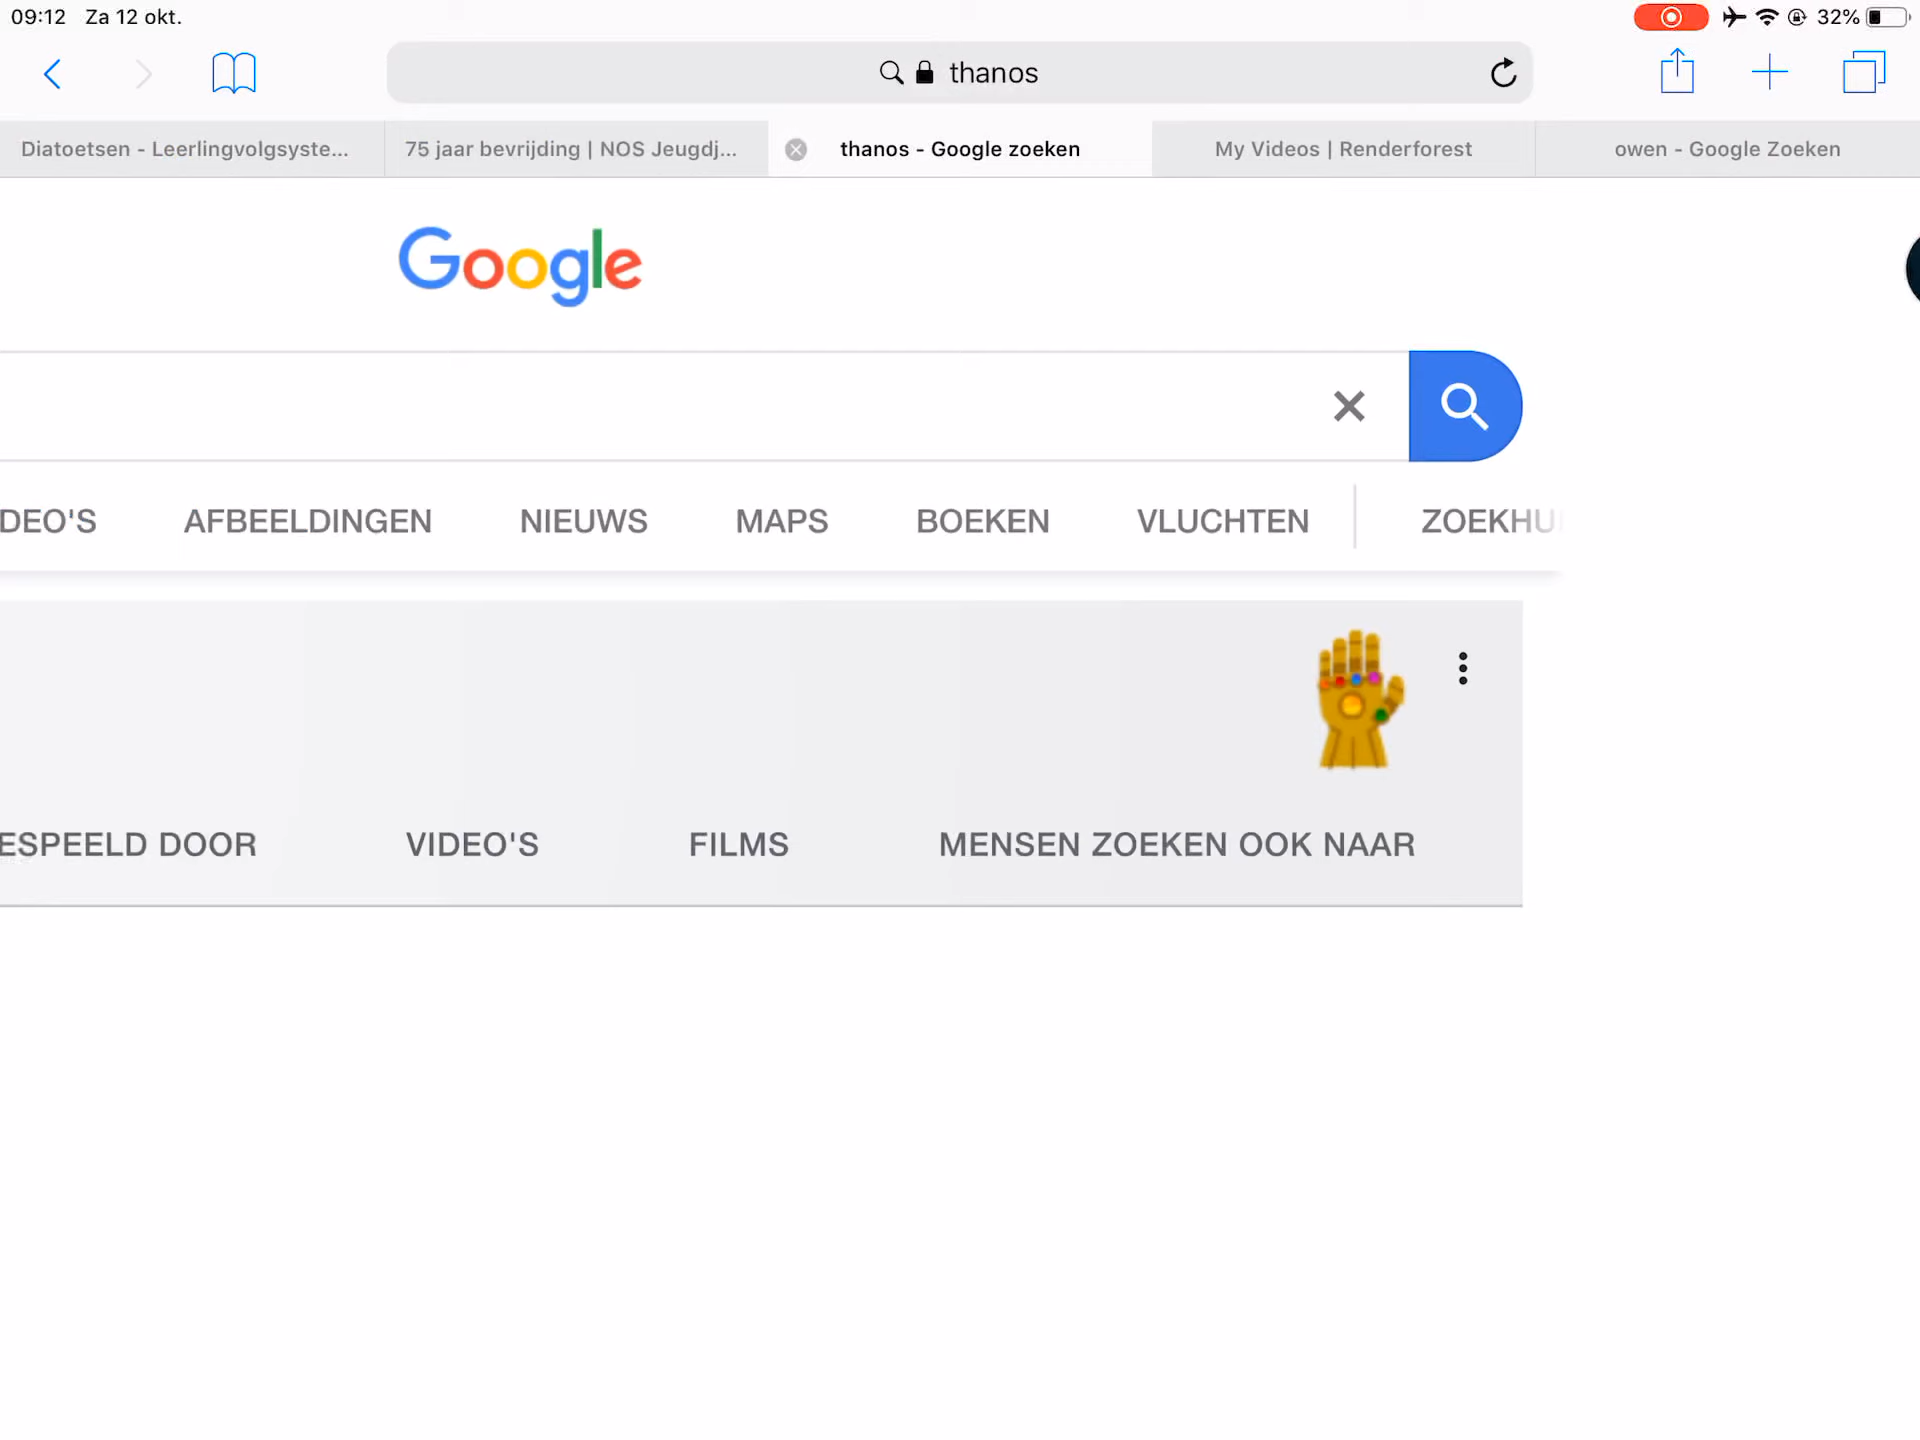 09:12 Za 12 okt. 32%
thanos
Diatoetsen - Leerlingvolgsyste... 75 jaar bevrijding | NOS Jeugdj... thanos - Google zoeken My Videos | Renderforest owen - Google Zoeken
Google
DEO'S AFBEELDINGEN NIEUWS MAPS BOEKEN VLUCHTEN ZOEKHU
ESPEELD DOOR VIDEO'S FILMS MENSEN ZOEKEN OOK NAAR